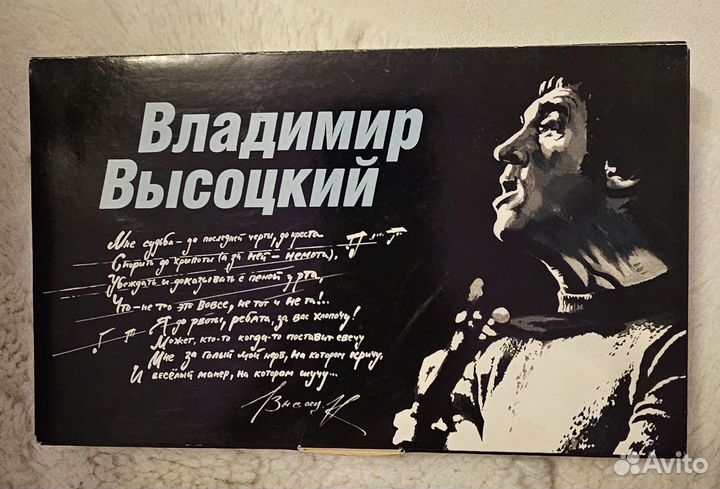 Владимир
Высоцкий
Мне судьба - до последней черты, до креста
Спорить до хрипоты (а за ней - немота),
Убеждать и доказывать с пеной у рта,
Что - не то это вовсе, не тот и не та!..
Я до рвоты, ребята, за вас хлопочу!
Может, кто-то когда-то поставит свечу
Мне за голый мой нерв, на котором кричу,
И весёлый манер, на котором шучу...
Высоц
Avito